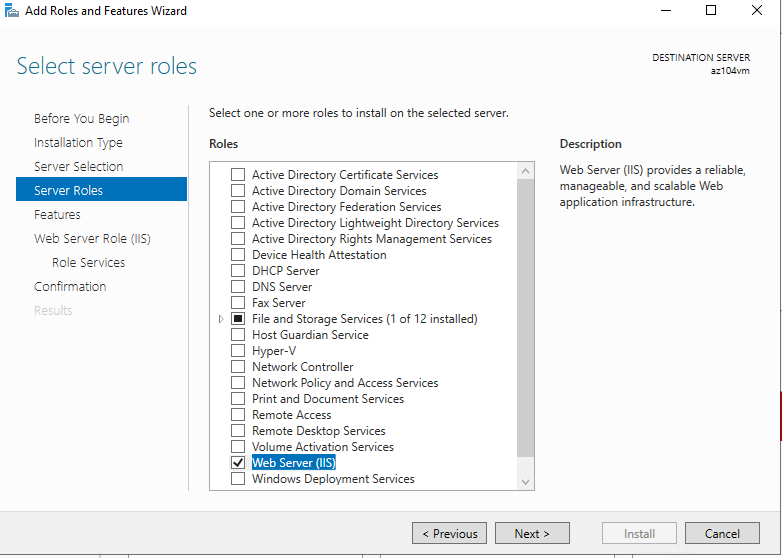 Add Roles and Features Wizard
Select server roles
DESTINATION SERVER
az104vm
Before You Begin
Installation Type
Server Selection
Server Roles
Features
Web Server Role (IIS)
Role Services
Confirmation
Results
Select one or more roles to install on the selected server.
Roles
Active Directory Certificate Services
Active Directory Domain Services
Active Directory Federation Services
Active Directory Lightweight Directory Services
Active Directory Rights Management Services
Device Health Attestation
DHCP Server
DNS Server
Fax Server
File and Storage Services (1 of 12 installed)
Host Guardian Service
Hyper-V
Network Controller
Network Policy and Access Services
Print and Document Services
Remote Access
Remote Desktop Services
Volume Activation Services
Web Server (IIS)
Windows Deployment Services
Description
Web Server (IIS) provides a reliable,
manageable, and scalable Web
application infrastructure.
< Previous
Next >
Install
Cancel